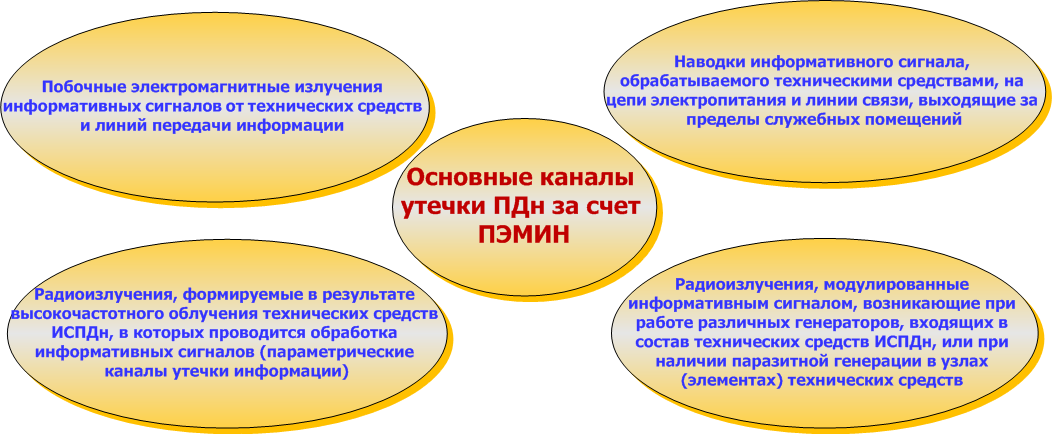 Побочные электромагнитные излучения
информативных сигналов от технических средств
и линий передачи информации
Наводки информативного сигнала,
обрабатываемого техническими средствами, на
цепи электропитания и линии связи, выходящие за
пределы служебных помещений
Основные каналы
утечки ПДн за счет
ПЭМИН
Радиоизлучения, формируемые в результате
высокочастотного облучения технических средств
ИСПДн, в которых проводится обработка
информативных сигналов (параметрические
каналы утечки информации)
Радиоизлучения, модулированные
информативным сигналом, возникающие при
работе различных генераторов, входящих в
состав технических средств ИСПДн, или при
наличии паразитной генерации в узлах
(элементах) технических средств